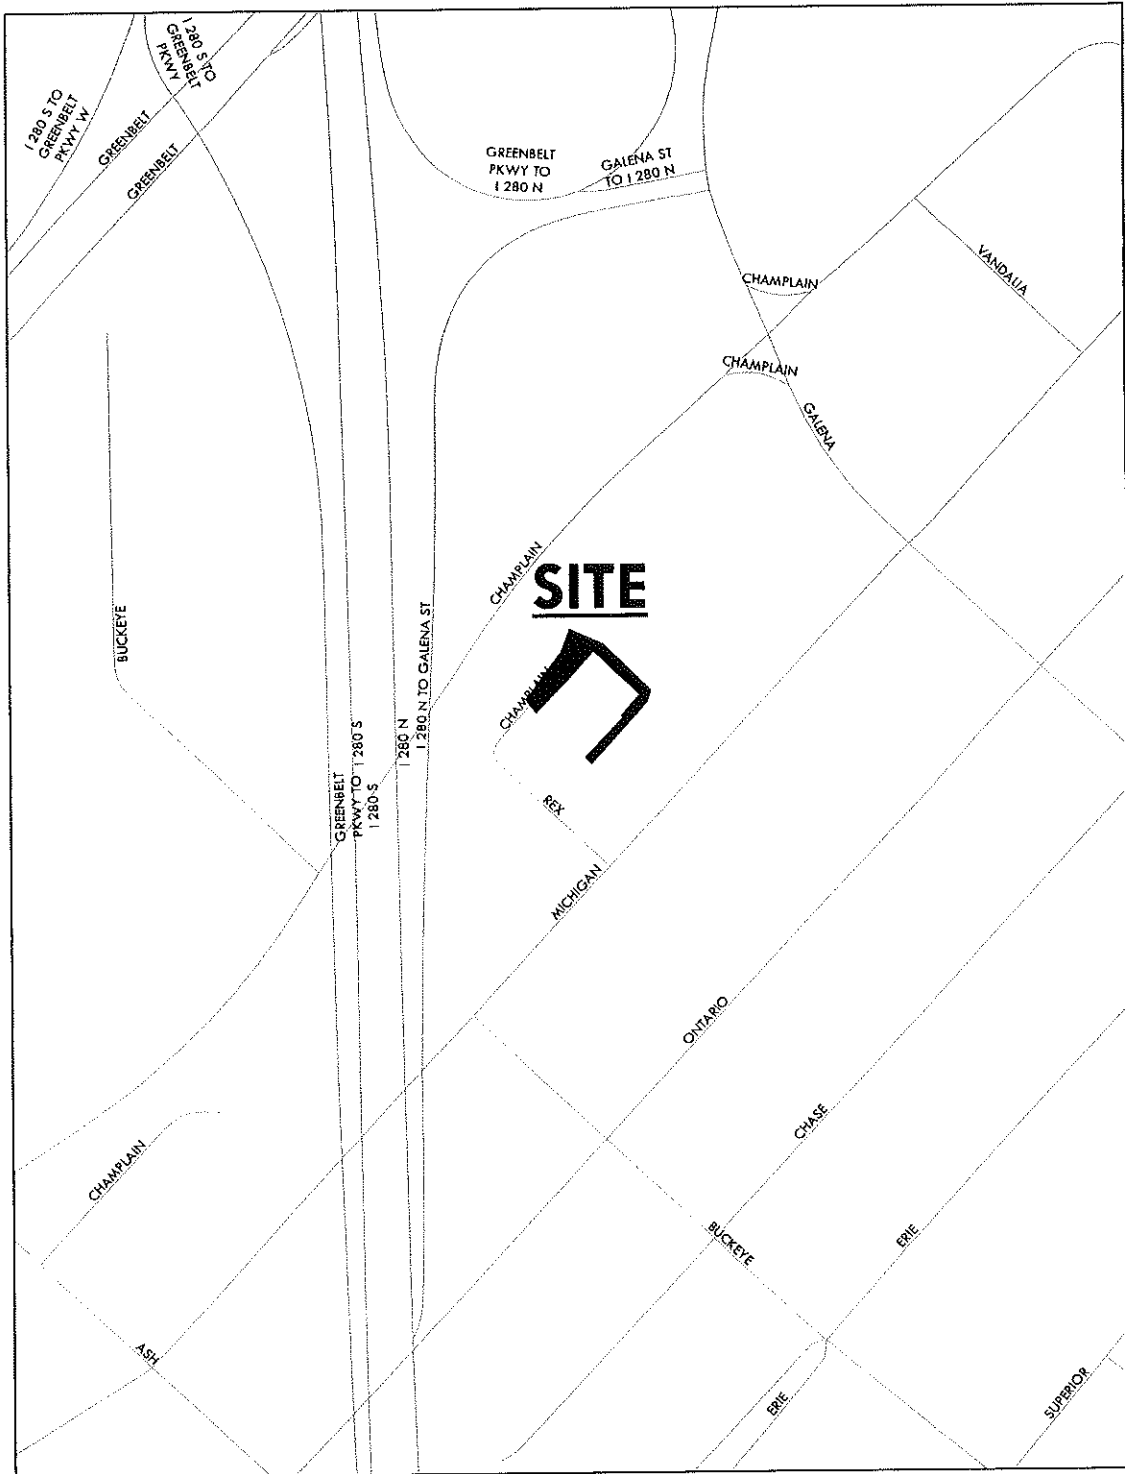 I 280 S TO
GREENBELT
PKWY
I 280 S TO
GREENBELT
PKWY W
GREENBELT
GREENBELT
GREENBELT
PKWY TO
I 280 N
GALENA ST
TO I 280 N
CHAMPLAIN
VANDALIA
CHAMPLAIN
GALENA
CHAMPLAIN
SITE
BUCKEYE
I 280 N TO GALENA ST
CHAMPLAIN
I 280 N
GREENBELT
PKWY TO I 280 S
I 280 S
REX
MICHIGAN
ONTARIO
CHASE
CHAMPLAIN
BUCKEYE
ERIE
ASH
ERIE
SUPERIOR